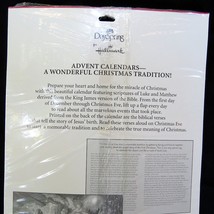 DaySpring
Hallmark
ADVENT CALENDARS—
A WONDERFUL CHRISTMAS TRADITION!
Prepare your heart and home for the miracle of Christmas
with this beautiful calendar featuring scriptures of Luke and Matthew
derived from the King James version of the Bible. From the first day
of December through Christmas Eve, lift up a flap every day
to read about all the marvelous events that took place.
Printed on the back of the calendar are the biblical verses
that tell the story of Jesus' birth. Read these verses aloud on Christmas Eve
a memorable tradition and to celebrate the true meaning of Christmas